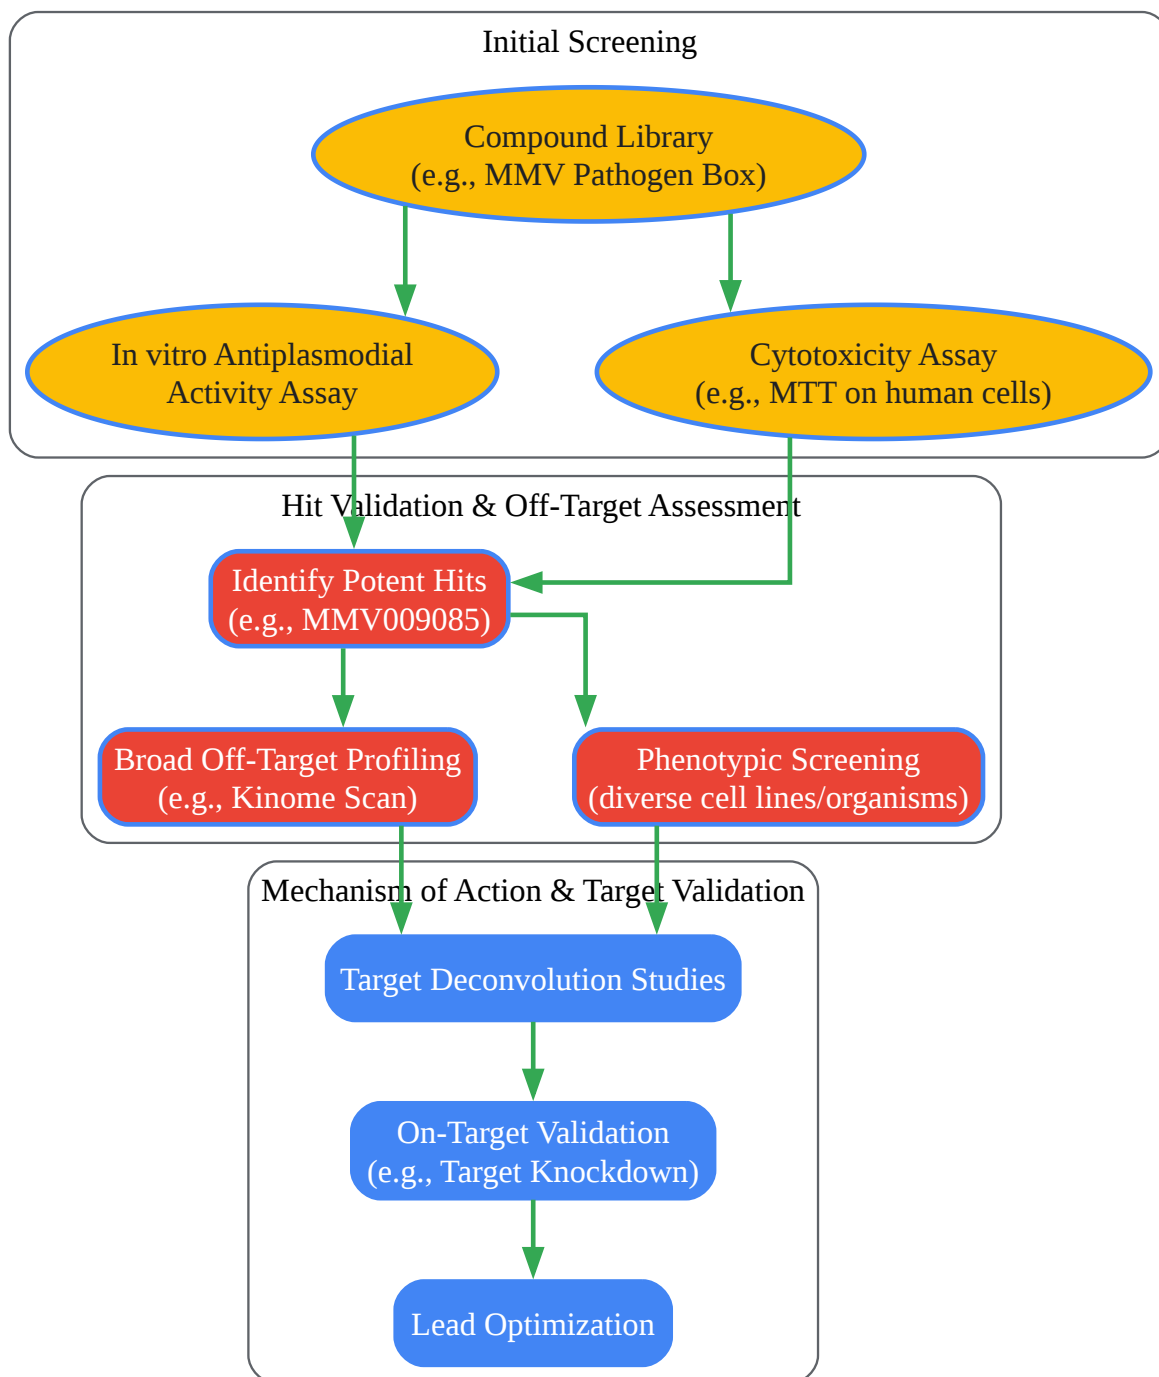 Initial Screening
Compound Library
(e.g., MMV Pathogen Box)
In vitro Antiplasmodial
Activity Assay
Cytotoxicity Assay
(e.g., MTT on human cells)
Hit Validation & Off-Target Assessment
Identify Potent Hits
(e.g., MMV009085)
Broad Off-Target Profiling
(e.g., Kinome Scan)
Phenotypic Screening
(diverse cell lines/organisms)
Mechanism of Action & Target Validation
Target Deconvolution Studies
On-Target Validation
(e.g., Target Knockdown)
Lead Optimization